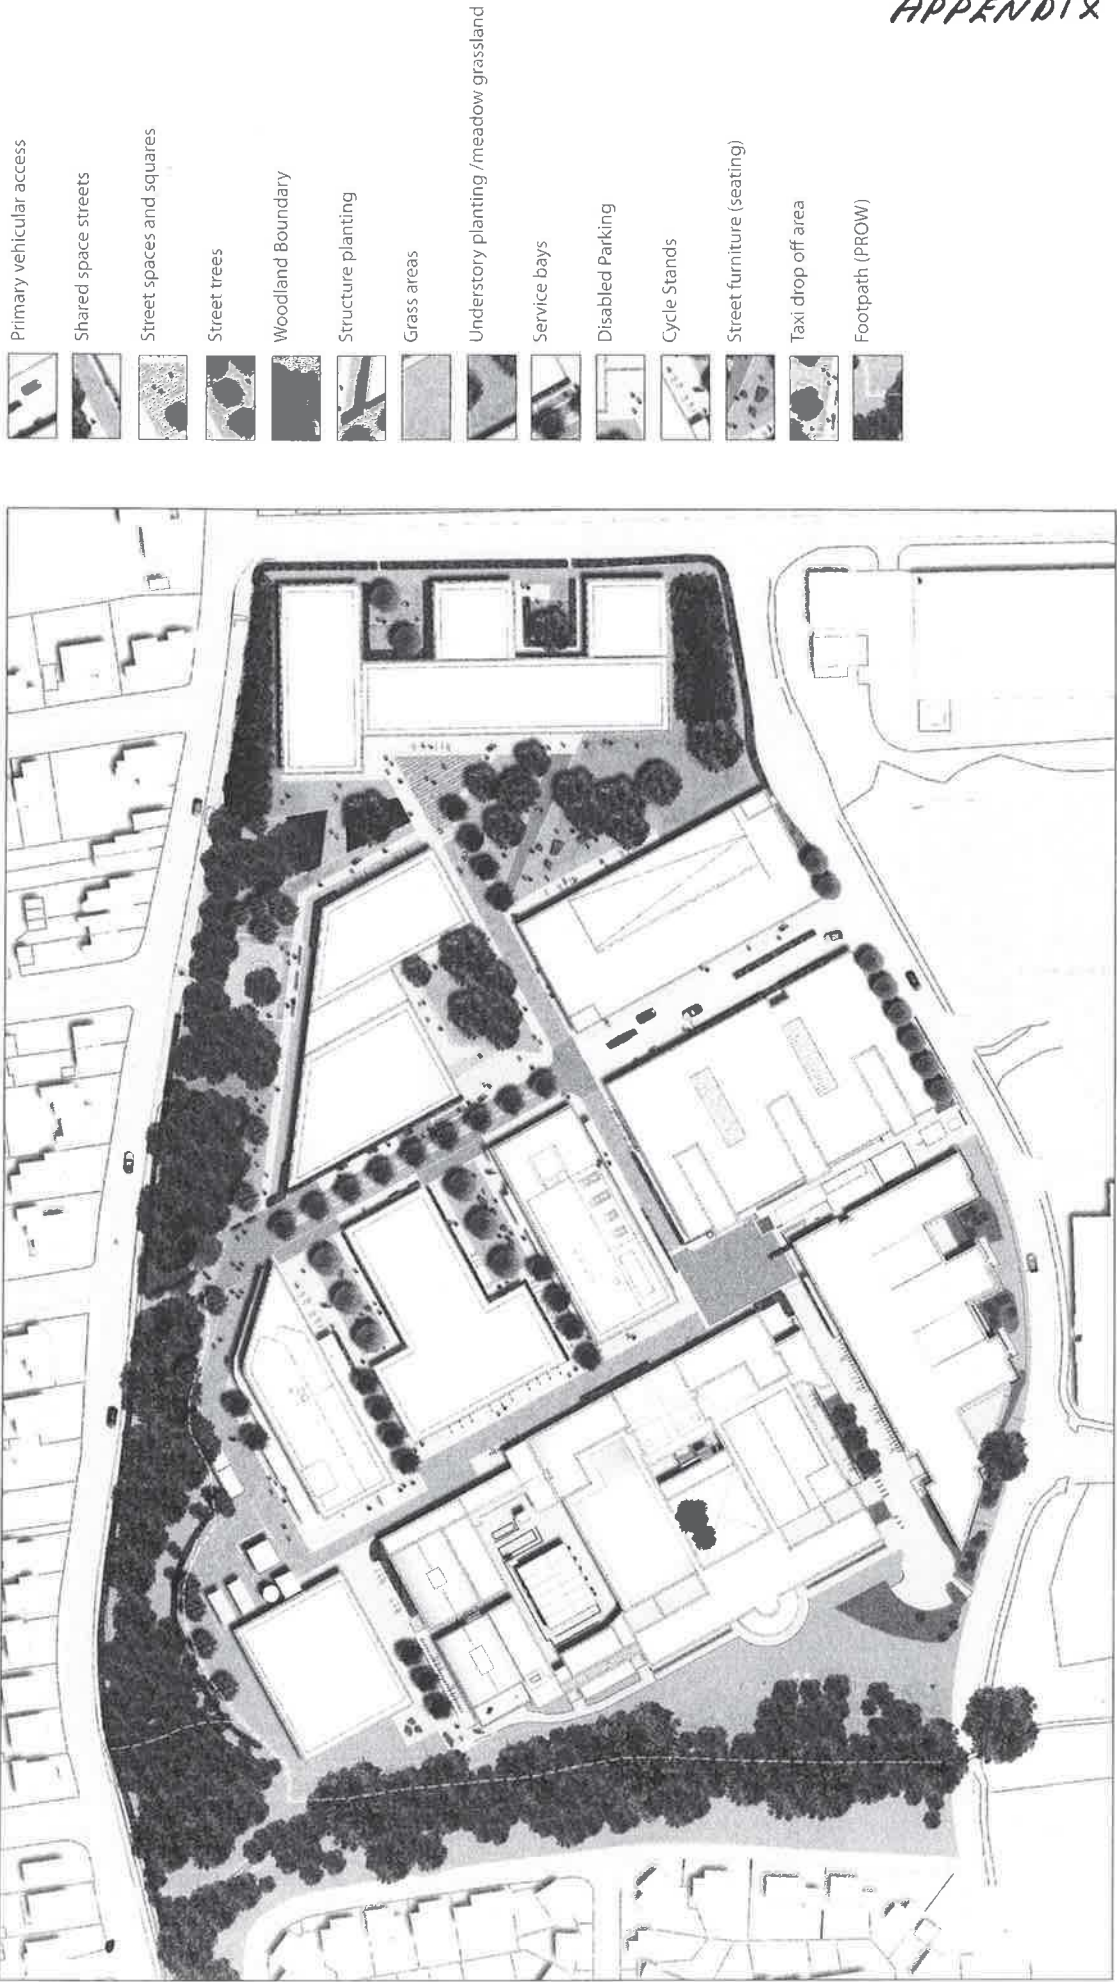 APPENDIX
Primary vehicular access
Shared space streets
Street spaces and squares
Street trees
Woodland Boundary
Structure planting
Grass areas
Understory planting /meadow grassland
Service bays
Disabled Parking
Cycle Stands
Street furniture (seating)
Taxi drop off area
Footpath (PROW)